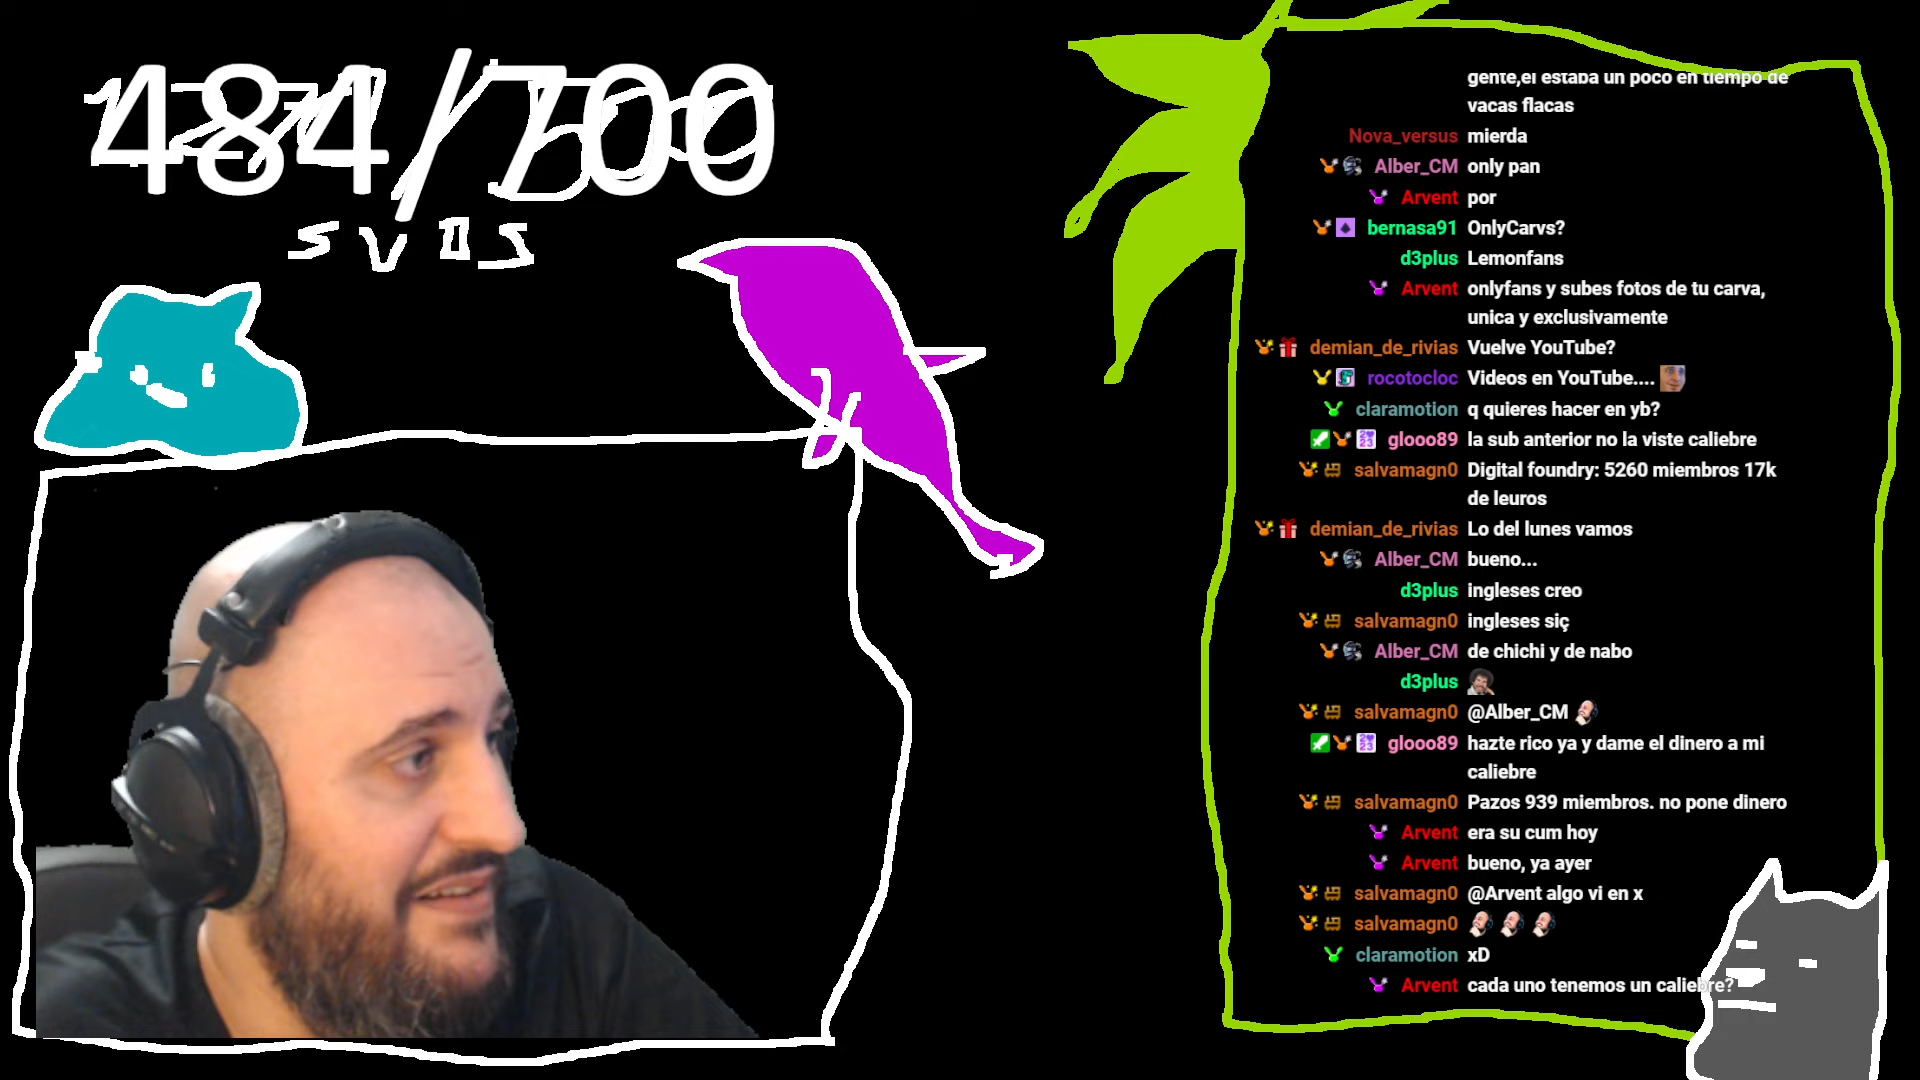 484/700
SUBS
gente,el estaba un poco en tiempo de
vacas flacas
Nova_versus mierda
Alber_CM only pan
Arvent por
bernasa91 OnlyCarvs?
d3plus Lemonfans
Arvent onlyfans y subes fotos de tu carva,
unica y exclusivamente
demian_de_rivias Vuelve YouTube?
rocotocloc Videos en YouTube....
claramotion q quieres hacer en yb?
glooo89 la sub anterior no la viste caliebre
salvamagn0 Digital foundry: 5260 miembros 17k
de leuros
demian_de_rivias Lo del lunes vamos
Alber_CM bueno...
d3plus ingleses creo
salvamagn0 ingleses siç
Alber_CM de chichi y de nabo
d3plus
salvamagn0 @Alber_CM
glooo89 hazte rico ya y dame el dinero a mi
caliebre
salvamagn0 Pazos 939 miembros. no pone dinero
Arvent era su cum hoy
Arvent bueno, ya ayer
salvamagn0 @Arvent algo vi en x
salvamagn0
claramotion xD
Arvent cada uno tenemos un caliebre?